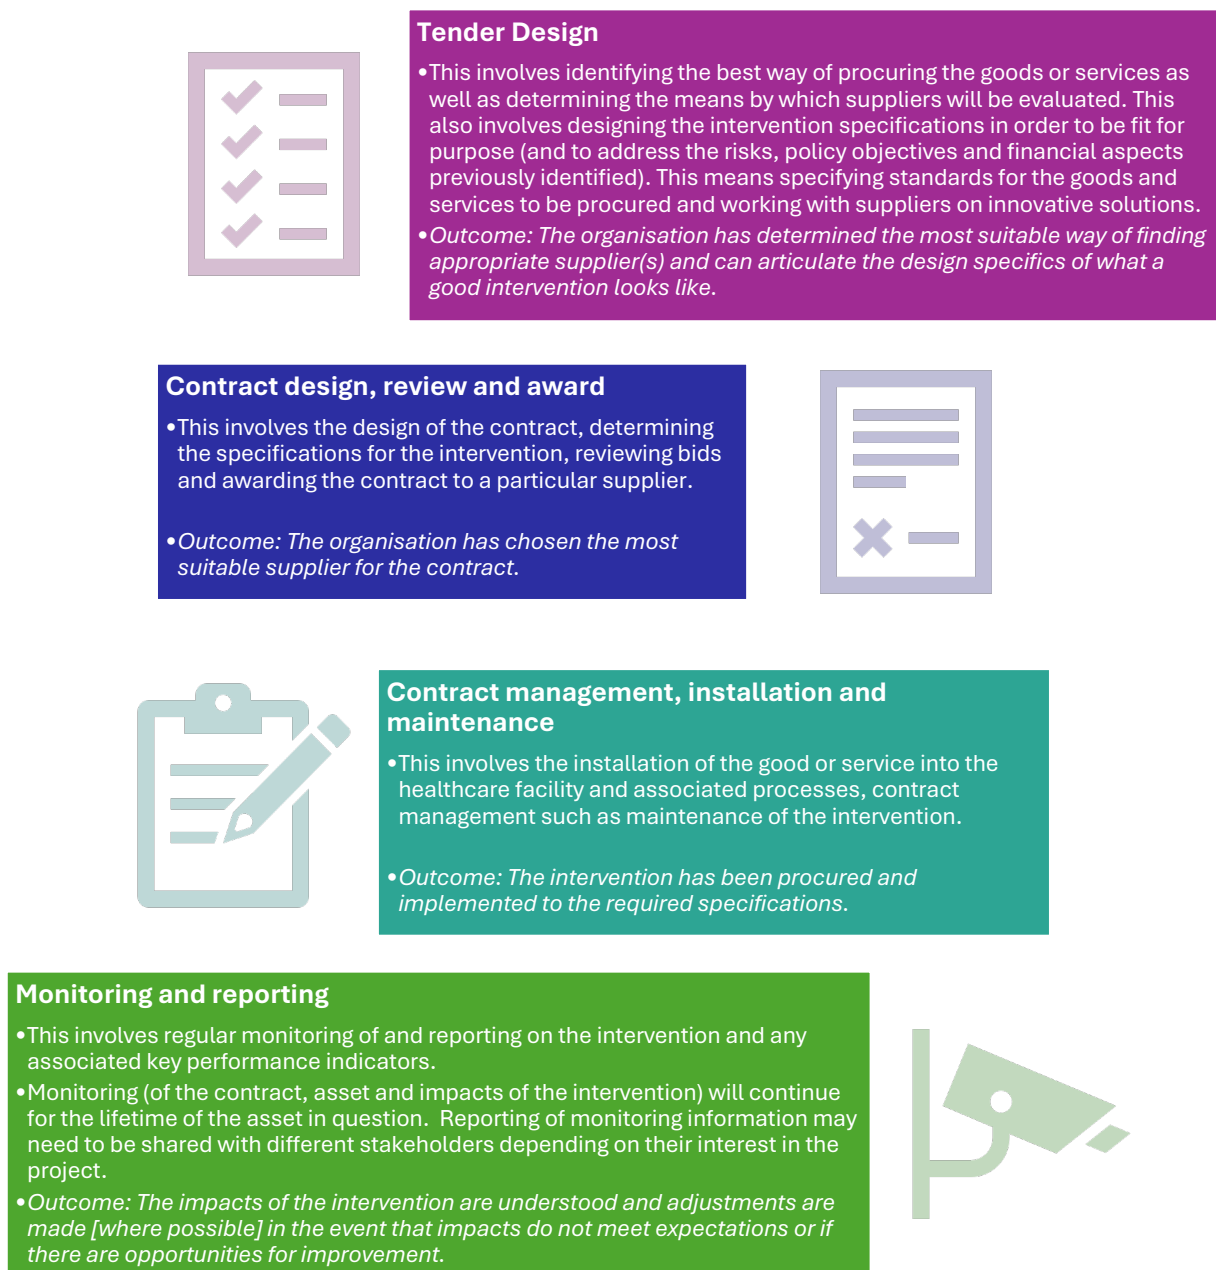 Tender Design
•This involves identifying the best way of procuring the goods or services as
well as determining the means by which suppliers will be evaluated. This
also involves designing the intervention specifications in order to be fit for
purpose (and to address the risks, policy objectives and financial aspects
previously identified). This means specifying standards for the goods and
services to be procured and working with suppliers on innovative solutions.
•Outcome: The organisation has determined the most suitable way of finding
appropriate supplier(s) and can articulate the design specifics of what a
good intervention looks like.
Contract design, review and award
•This involves the design of the contract, determining
the specifications for the intervention, reviewing bids
and awarding the contract to a particular supplier.
•Outcome: The organisation has chosen the most
suitable supplier for the contract.
Contract management, installation and
maintenance
•This involves the installation of the good or service into the
healthcare facility and associated processes, contract
management such as maintenance of the intervention.
•Outcome: The intervention has been procured and
implemented to the required specifications.
Monitoring and reporting
•This involves regular monitoring of and reporting on the intervention and any
associated key performance indicators.
•Monitoring (of the contract, asset and impacts of the intervention) will continue
for the lifetime of the asset in question. Reporting of monitoring information may
need to be shared with different stakeholders depending on their interest in the
project.
•Outcome: The impacts of the intervention are understood and adjustments are
made [where possible] in the event that impacts do not meet expectations or if
there are opportunities for improvement.